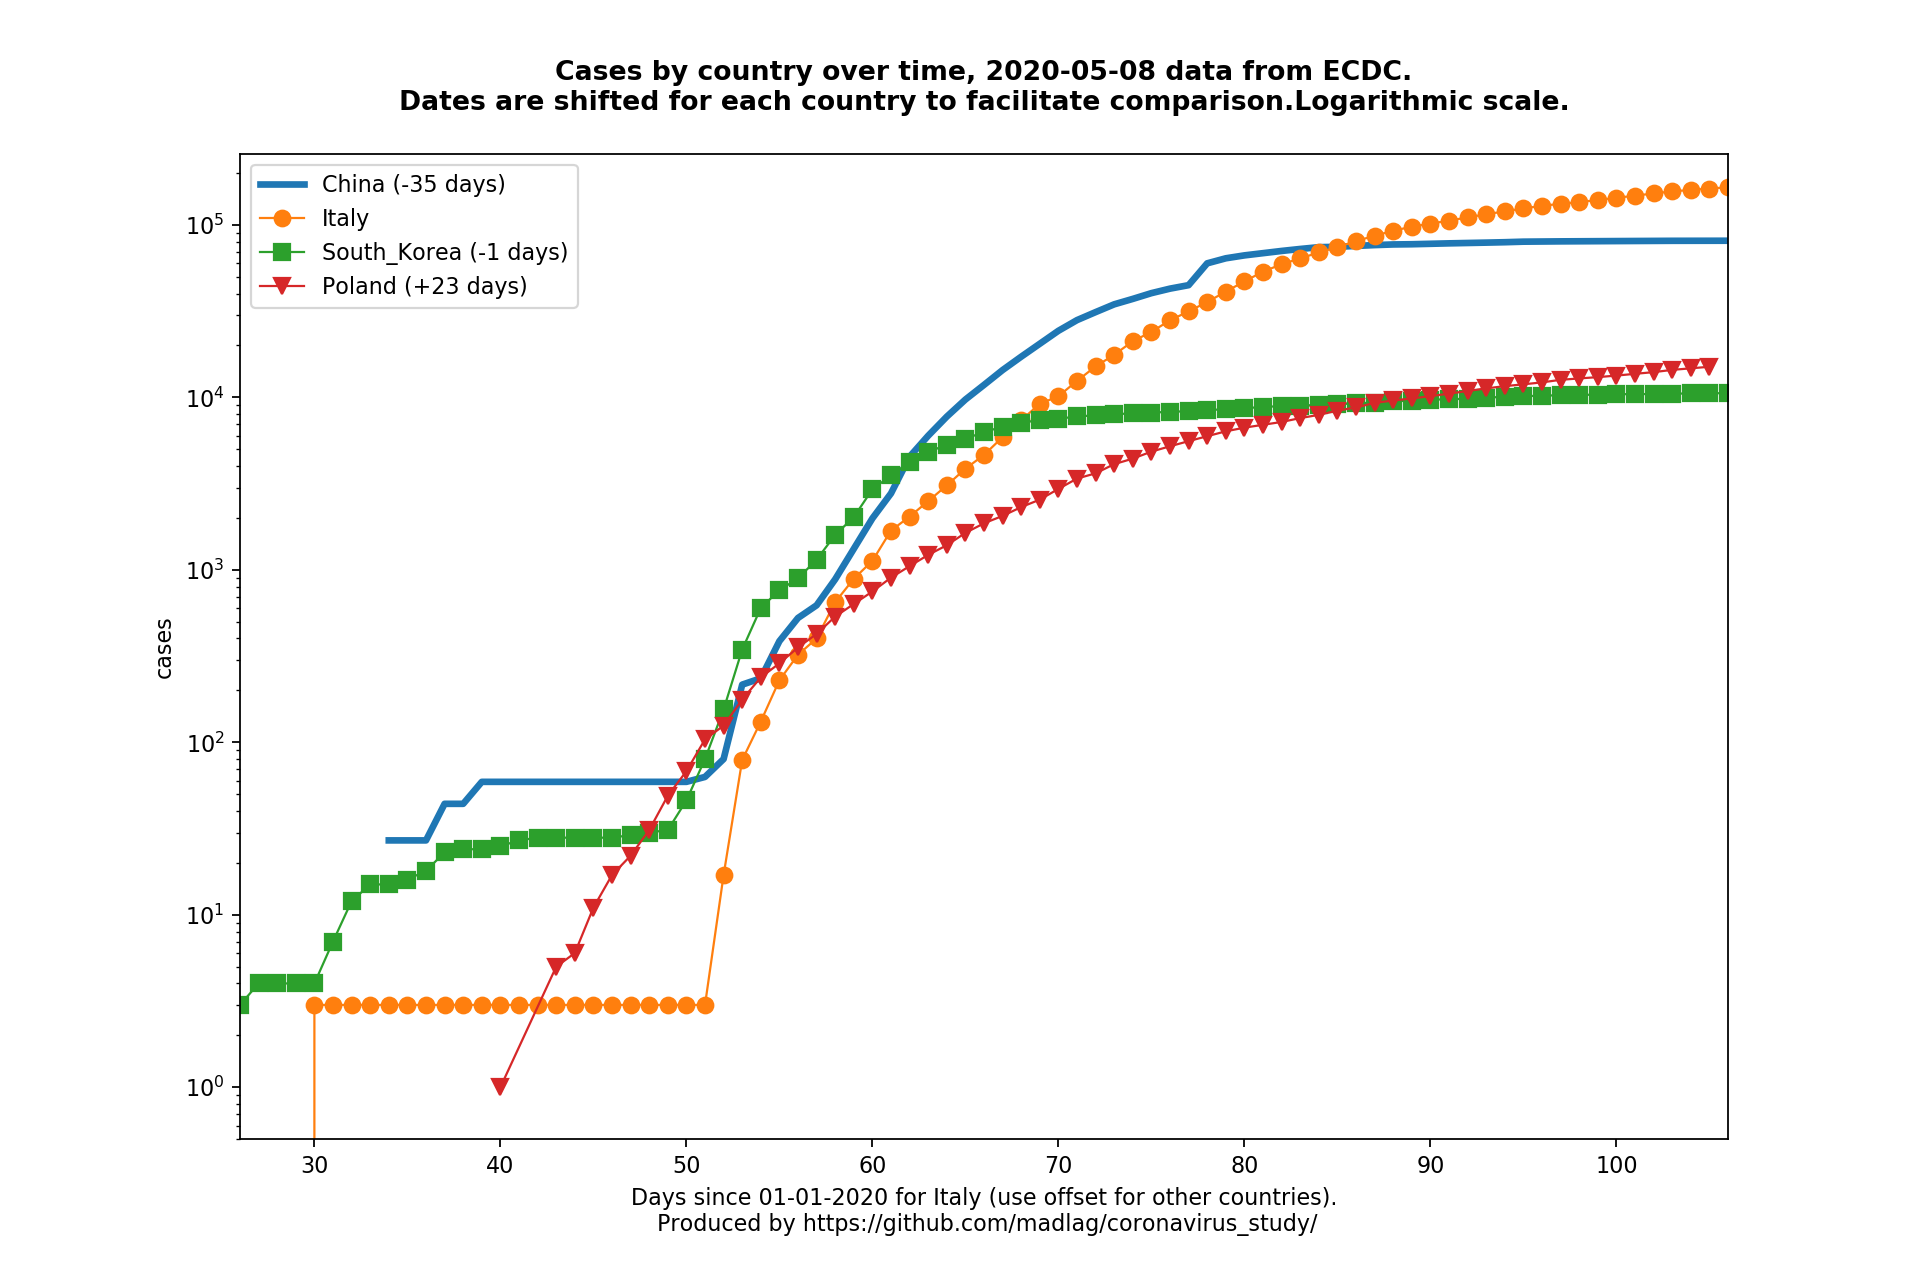 Cases by country over time, 2020-05-08 data from ECDC.
Dates are shifted for each country to facilitate comparison.Logarithmic scale.
China (-35 days)
Italy
South_Korea (-1 days)
Poland (+23 days)
10^5
10^4
10^3
10^2
10^1
10^0
cases
30 40 50 60 70 80 90 100
Days since 01-01-2020 for Italy (use offset for other countries).
Produced by https://github.com/madlag/coronavirus_study/